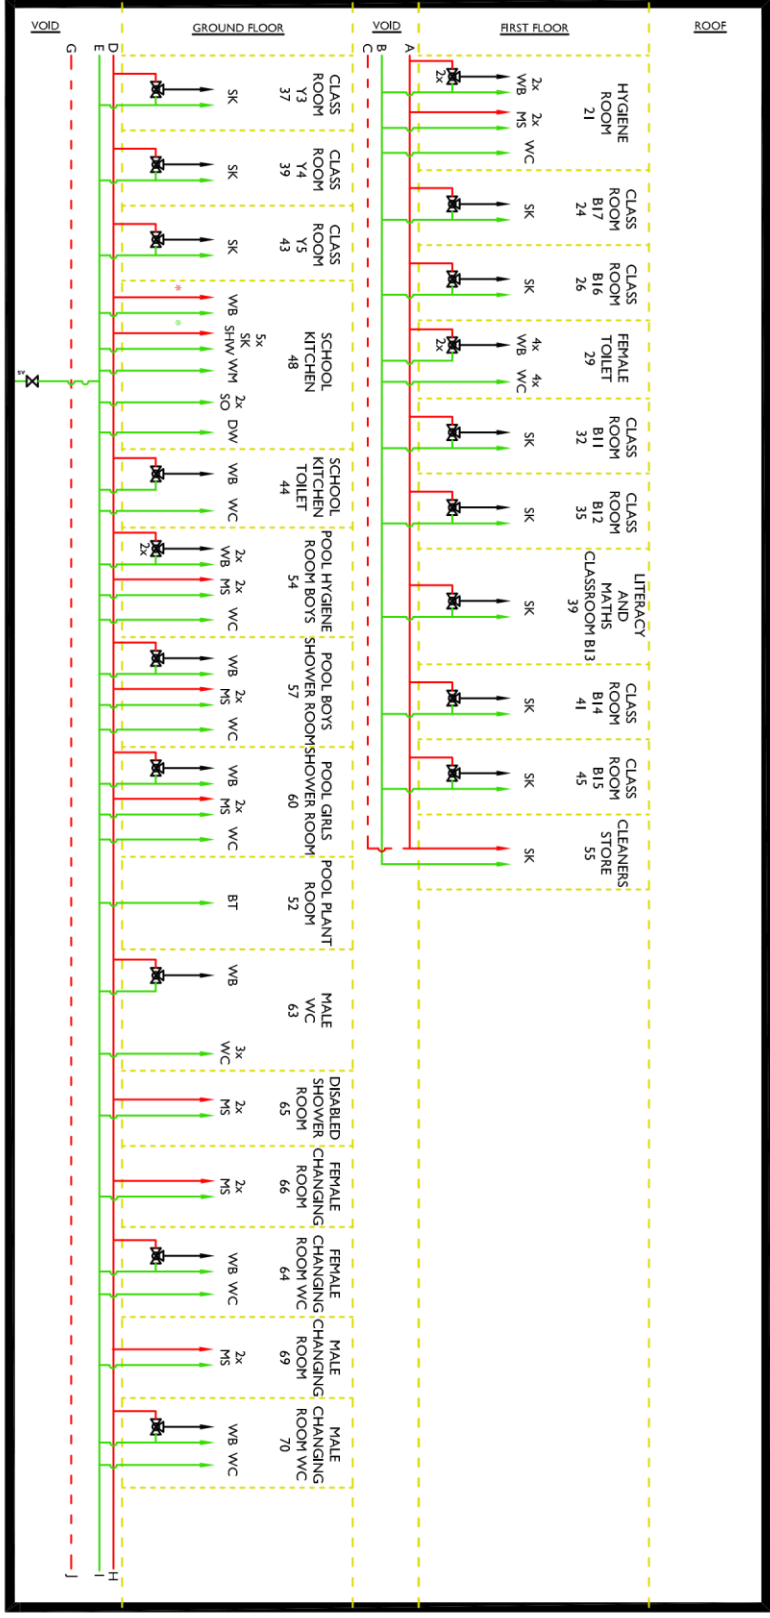 VOID
GROUND FLOOR
VOID
FIRST FLOOR
ROOF
A
B
C
HYGIENE
ROOM
21
2x
2x
WB
2x
MS
WC
CLASS
ROOM
B17
24
SK
CLASS
ROOM
B16
26
SK
FEMALE
TOILET
29
2x
4x
WB
4x
WC
CLASS
ROOM
B11
32
SK
CLASS
ROOM
B12
35
SK
LITERACY
AND
MATHS
CLASSROOM B13
39
SK
CLASS
ROOM
B14
41
SK
CLASS
ROOM
B15
45
SK
CLEANERS
STORE
55
SK
D
E
G
CLASS
ROOM
Y3
37
SK
CLASS
ROOM
Y4
39
SK
CLASS
ROOM
Y5
43
SK
SCHOOL
KITCHEN
48
*
*
WB
5x
SK
SHW
WM
2x
SO
DW
SV
SCHOOL
KITCHEN
TOILET
44
WB
WC
POOL HYGIENE
ROOM BOYS
54
2x
2x
WB
2x
MS
WC
POOL BOYS
SHOWER ROOM
57
WB
2x
MS
WC
POOL GIRLS
SHOWER ROOM
60
WB
2x
MS
WC
POOL PLANT
ROOM
52
BT
MALE
WC
63
WB
3x
WC
DISABLED
SHOWER
ROOM
65
2x
MS
FEMALE
CHANGING
ROOM
66
2x
MS
FEMALE
CHANGING
ROOM WC
64
WB
WC
MALE
CHANGING
ROOM
69
2x
MS
MALE
CHANGING
ROOM WC
70
WB
WC
H
I
J